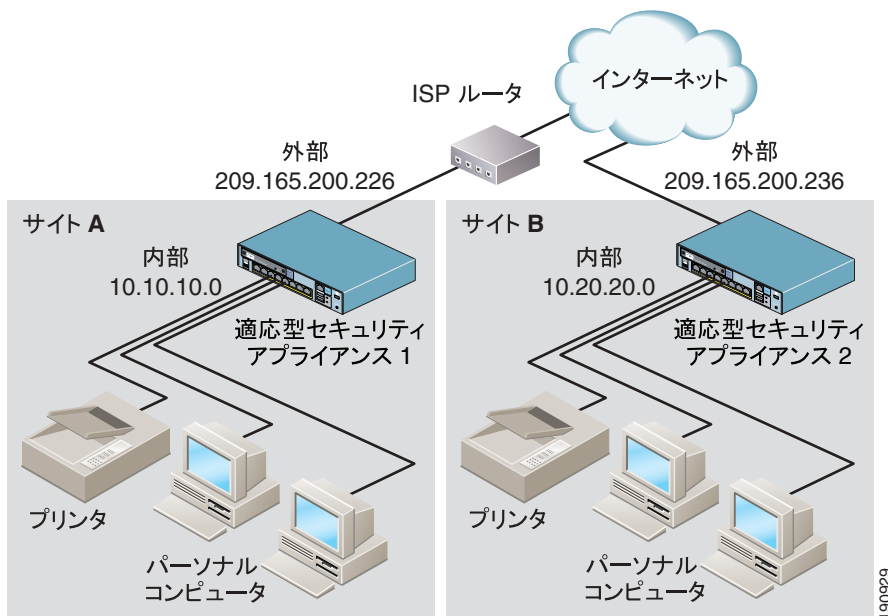 インターネット
ISP ルータ
外部
209.165.200.226
外部
209.165.200.236
サイト A
内部
10.10.10.0
適応型セキュリティ
アプライアンス 1
プリンタ
パーソナル
コンピュータ
サイト B
内部
10.20.20.0
適応型セキュリティ
アプライアンス 2
プリンタ
パーソナル
コンピュータ
190929